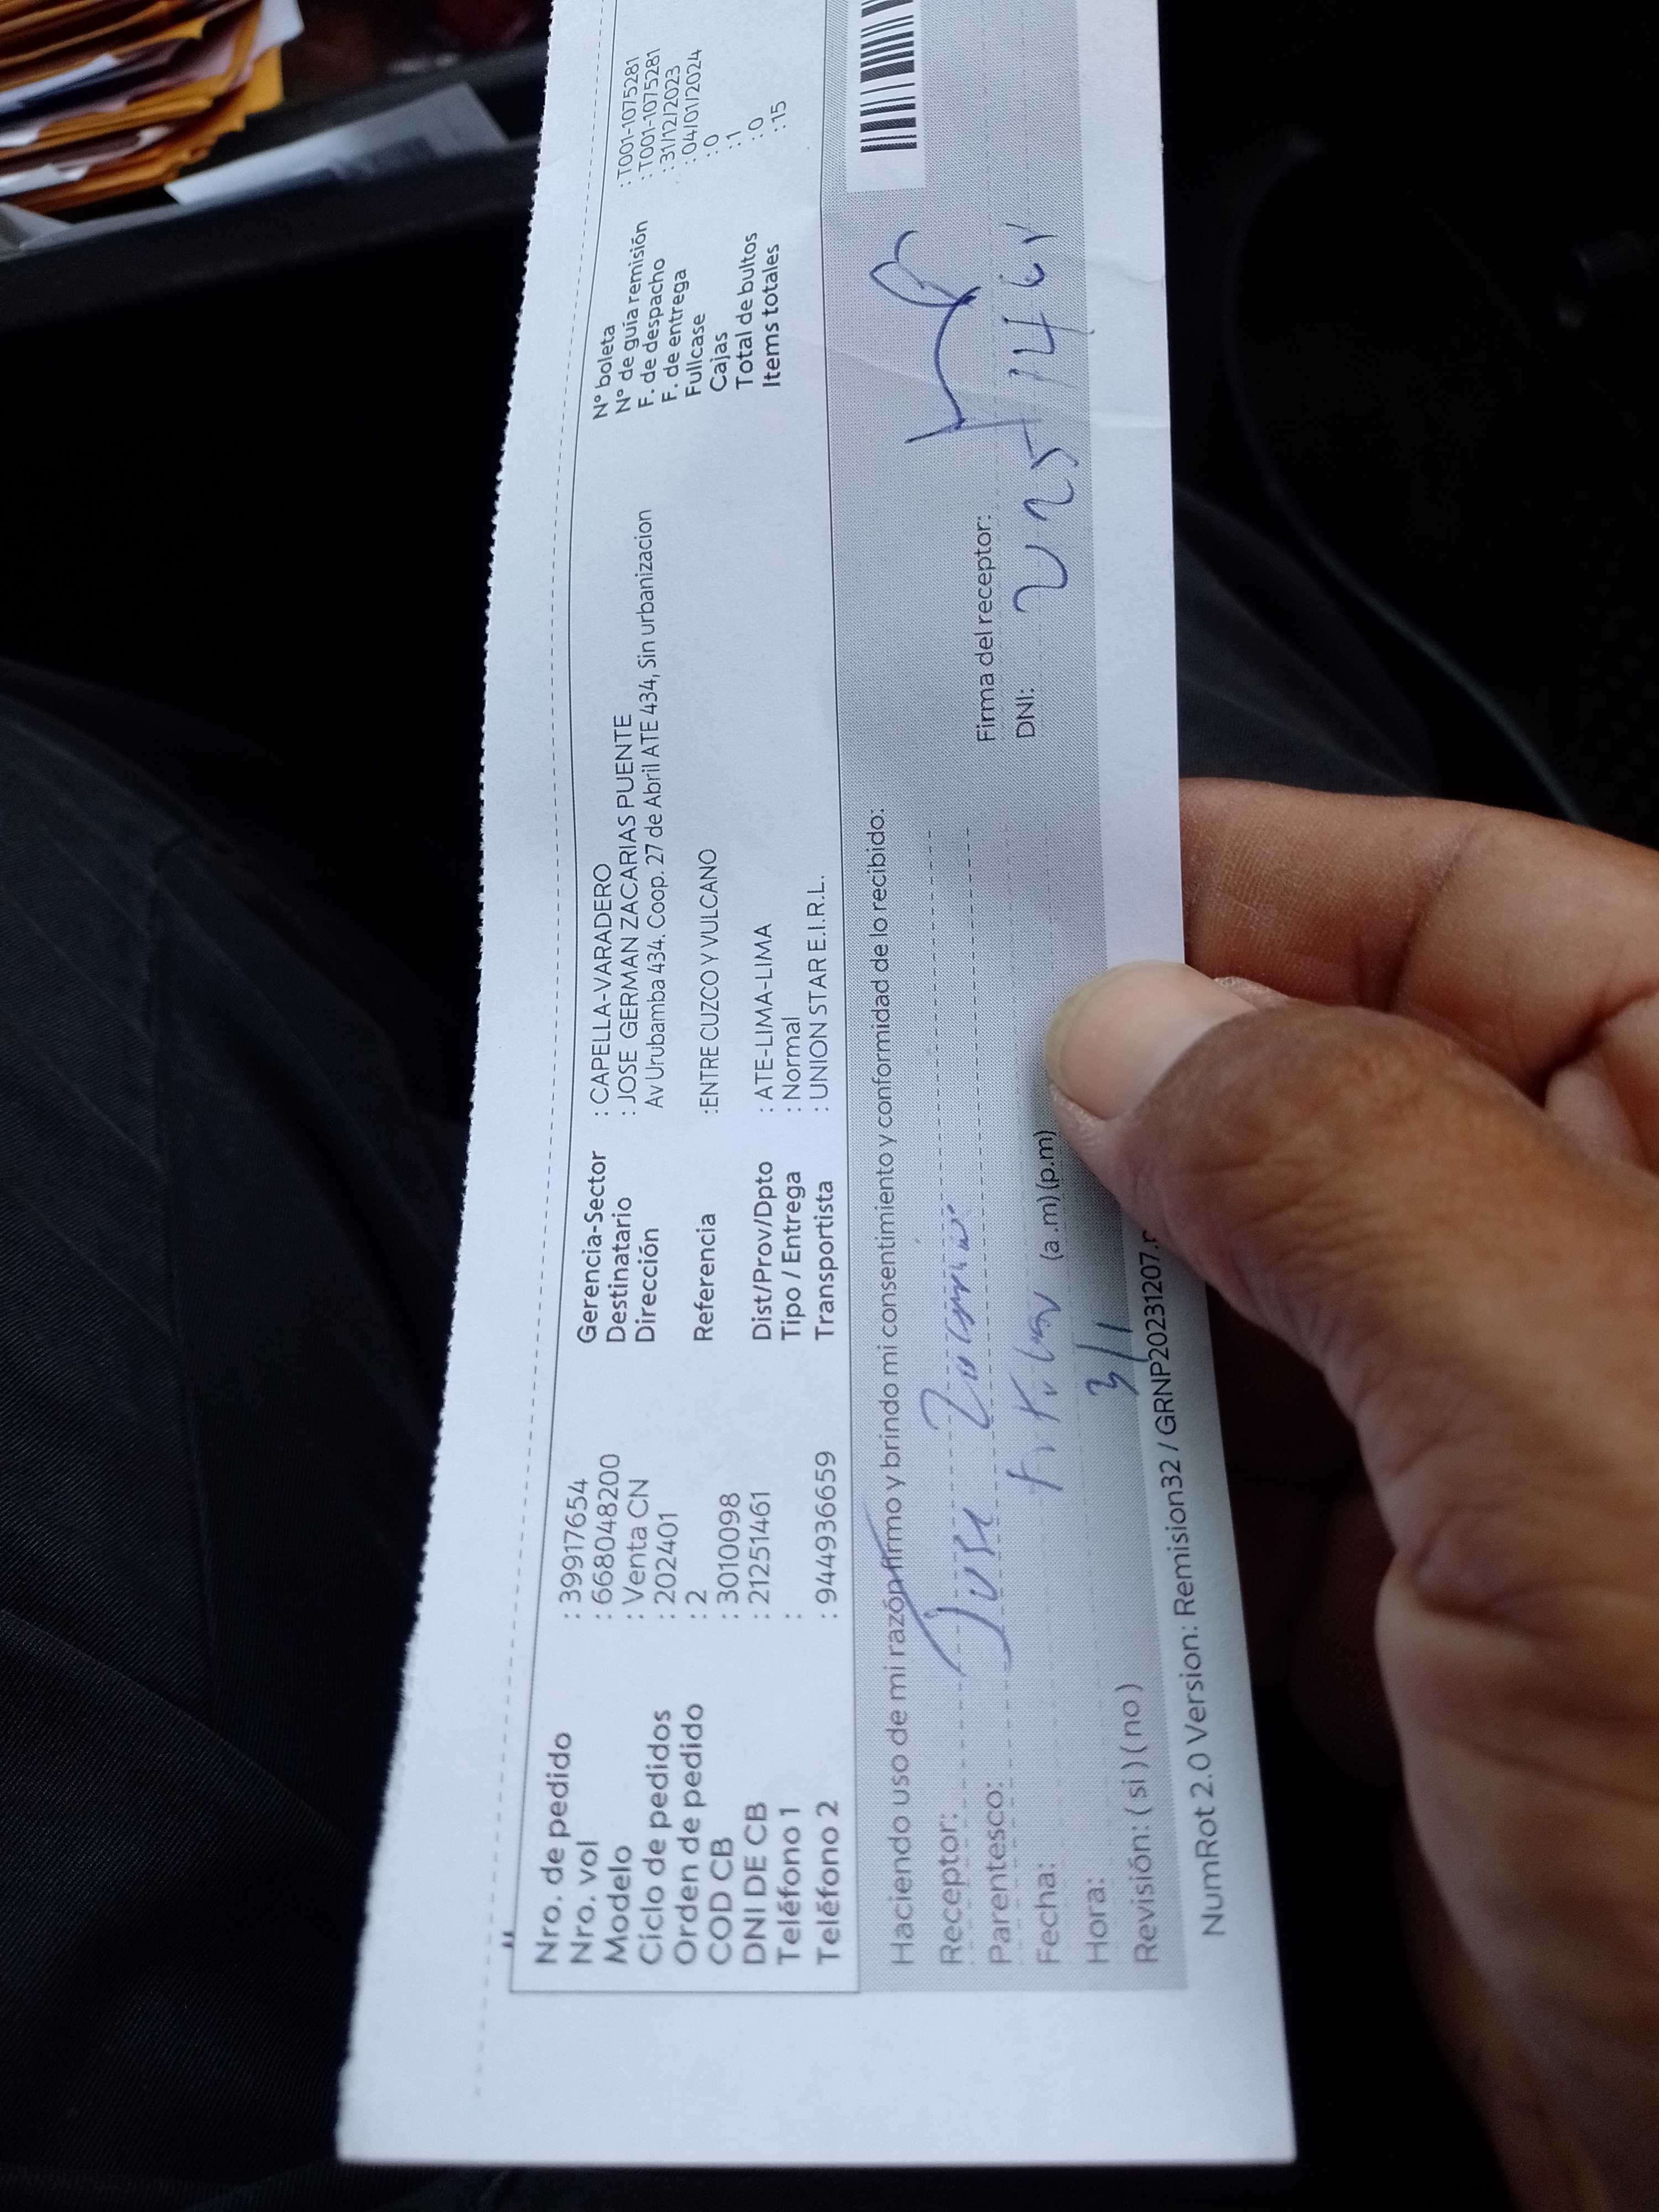 Nro. de pedido : 39917654
Nro. vol : 668048200
Modelo : Venta CN
Ciclo de pedidos : 202401
Orden de pedido : 2
COD CB : 3010098
DNI DE CB : 21251461
Teléfono 1 :
Teléfono 2 : 944936659
Gerencia-Sector : CAPELLA-VARADERO
Destinatario : JOSE GERMAN ZACARIAS PUENTE
Dirección Av Urubamba 434. Coop. 27 de Abril ATE 434, Sin urbanizacion
Referencia :ENTRE CUZCO Y VULCANO
Dist/Prov/Dpto : ATE-LIMA-LIMA
Tipo / Entrega : Normal
Transportista : UNION STAR E.I.R.L.
N° boleta : T001-1075281
N° de guía remisión : T001-1075281
F. de despacho : 31/12/2023
F. de entrega : 04/01/2024
Fullcase : 0
Cajas : 1
Total de bultos : 0
Items totales : 15
Haciendo uso de mi razón firmo y brindo mi consentimiento y conformidad de lo recibido:
Receptor: Jose Zacarias
Parentesco:
Fecha: 3/1
Hora: (a.m) (p.m)
Revisión: ( si ) ( no )
Firma del receptor:
DNI:
NumRot 2.0 Version: Remision32 / GRNP20231207.r